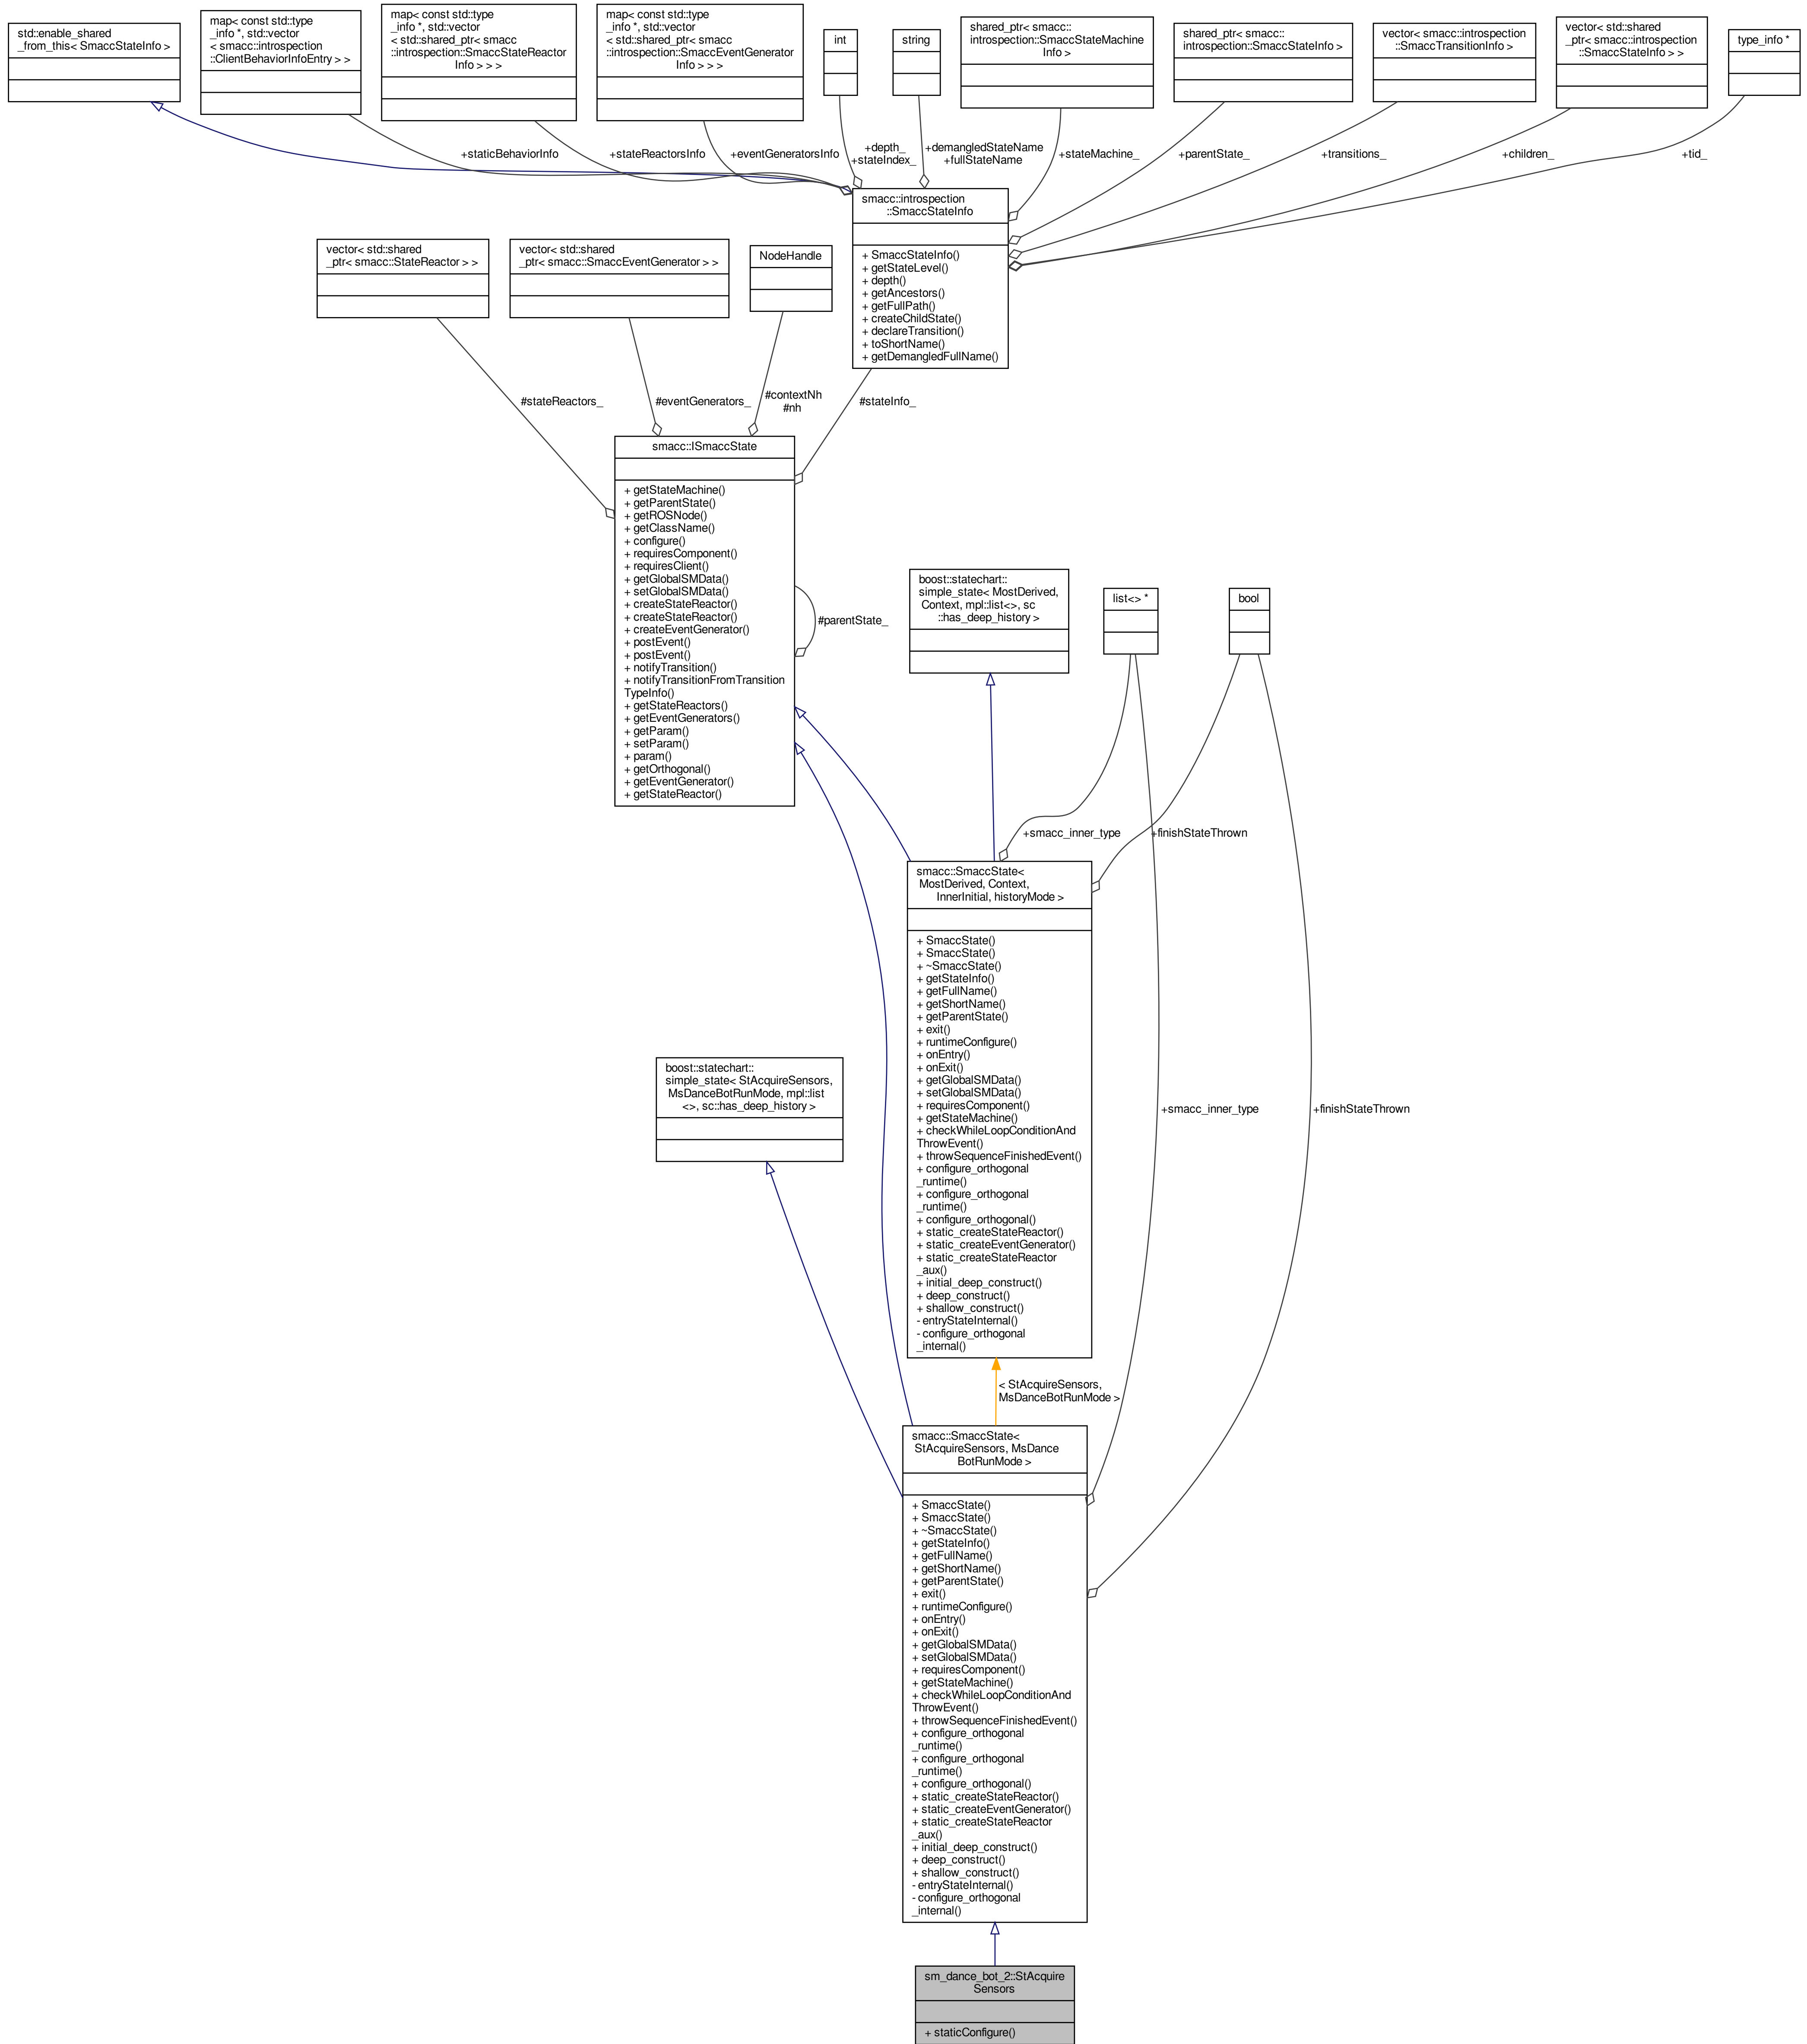 std::enable_shared
_from_this< SmaccStateInfo >
map< const std::type
_info *, std::vector
< smacc::introspection
::ClientBehaviorInfoEntry > >
map< const std::type
_info *, std::vector
< std::shared_ptr< smacc
::introspection::SmaccStateReactor
Info > > >
map< const std::type
_info *, std::vector
< std::shared_ptr< smacc
::introspection::SmaccEventGenerator
Info > > >
int
string
shared_ptr< smacc::
introspection::SmaccStateMachine
Info >
shared_ptr< smacc::
introspection::SmaccStateInfo >
vector< smacc::introspection
::SmaccTransitionInfo >
vector< std::shared
_ptr< smacc::introspection
::SmaccStateInfo > >
type_info *
+staticBehaviorInfo
+stateReactorsInfo
+eventGeneratorsInfo
+depth_
+stateIndex_
+demangledStateName
+fullStateName
+stateMachine_
+parentState_
+transitions_
+children_
+tid_
smacc::introspection
::SmaccStateInfo
+ SmaccStateInfo()
+ getStateLevel()
+ depth()
+ getAncestors()
+ getFullPath()
+ createChildState()
+ declareTransition()
+ toShortName()
+ getDemangledFullName()
vector< std::shared
_ptr< smacc::StateReactor > >
vector< std::shared
_ptr< smacc::SmaccEventGenerator > >
NodeHandle
#stateReactors_
#eventGenerators_
#contextNh
#nh
#stateInfo_
smacc::ISmaccState
+ getStateMachine()
+ getParentState()
+ getROSNode()
+ getClassName()
+ configure()
+ requiresComponent()
+ requiresClient()
+ getGlobalSMData()
+ setGlobalSMData()
+ createStateReactor()
+ createStateReactor()
+ createEventGenerator()
+ postEvent()
+ postEvent()
+ notifyTransition()
+ notifyTransitionFromTransition
TypeInfo()
+ getStateReactors()
+ getEventGenerators()
+ getParam()
+ setParam()
+ param()
+ getOrthogonal()
+ getEventGenerator()
+ getStateReactor()
#parentState_
boost::statechart::
simple_state< MostDerived,
Context, mpl::list<>, sc
::has_deep_history >
list<> *
bool
+smacc_inner_type
+finishStateThrown
smacc::SmaccState<
MostDerived, Context,
InnerInitial, historyMode >
+ SmaccState()
+ SmaccState()
+ ~SmaccState()
+ getStateInfo()
+ getFullName()
+ getShortName()
+ getParentState()
+ exit()
+ runtimeConfigure()
+ onEntry()
+ onExit()
+ getGlobalSMData()
+ setGlobalSMData()
+ requiresComponent()
+ getStateMachine()
+ checkWhileLoopConditionAnd
ThrowEvent()
+ throwSequenceFinishedEvent()
+ configure_orthogonal
_runtime()
+ configure_orthogonal
_runtime()
+ configure_orthogonal()
+ static_createStateReactor()
+ static_createEventGenerator()
+ static_createStateReactor
_aux()
+ initial_deep_construct()
+ deep_construct()
+ shallow_construct()
- entryStateInternal()
- configure_orthogonal
_internal()
boost::statechart::
simple_state< StAcquireSensors,
MsDanceBotRunMode, mpl::list
<>, sc::has_deep_history >
+smacc_inner_type
+finishStateThrown
< StAcquireSensors,
MsDanceBotRunMode >
smacc::SmaccState<
StAcquireSensors, MsDance
BotRunMode >
+ SmaccState()
+ SmaccState()
+ ~SmaccState()
+ getStateInfo()
+ getFullName()
+ getShortName()
+ getParentState()
+ exit()
+ runtimeConfigure()
+ onEntry()
+ onExit()
+ getGlobalSMData()
+ setGlobalSMData()
+ requiresComponent()
+ getStateMachine()
+ checkWhileLoopConditionAnd
ThrowEvent()
+ throwSequenceFinishedEvent()
+ configure_orthogonal
_runtime()
+ configure_orthogonal
_runtime()
+ configure_orthogonal()
+ static_createStateReactor()
+ static_createEventGenerator()
+ static_createStateReactor
_aux()
+ initial_deep_construct()
+ deep_construct()
+ shallow_construct()
- entryStateInternal()
- configure_orthogonal
_internal()
sm_dance_bot_2::StAcquire
Sensors
+ staticConfigure()